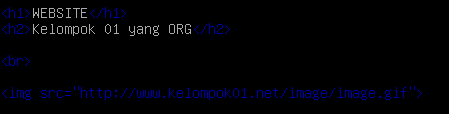 <h1>WEBSITE</h1>
<h2>Kelompok 01 yang ORG</h2>
<br>
<img src="http://www.kelompok01.net/image/image.gif">